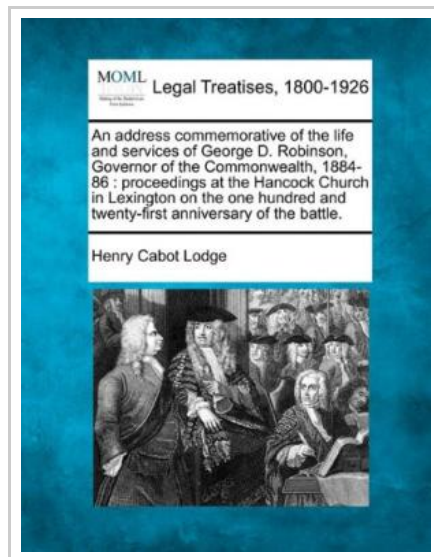 MOML
Legal Treatises, 1800-1926
An address commemorative of the life
and services of George D. Robinson,
Governor of the Commonwealth, 1884-
86 : proceedings at the Hancock Church
in Lexington on the one hundred and
twenty-first anniversary of the battle.
Henry Cabot Lodge